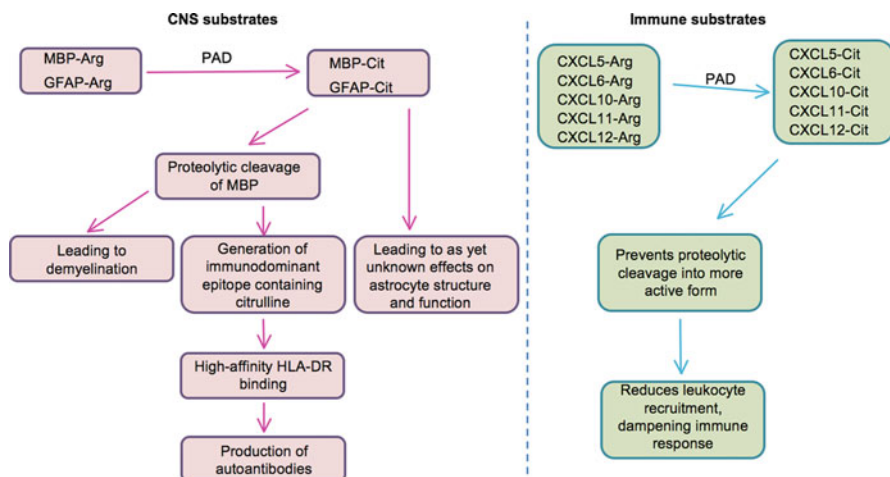 CNS substrates
MBP-Arg
GFAP-Arg
PAD
MBP-Cit
GFAP-Cit
Proteolytic cleavage
of MBP
Leading to
demyelination
Generation of
immunodominant
epitope containing
citrulline
Leading to as yet
unknown effects on
astrocyte structure
and function
High-affinity HLA-DR
binding
Production of
autoantibodies
Immune substrates
CXCL5-Arg
CXCL6-Arg
CXCL10-Arg
CXCL11-Arg
CXCL12-Arg
PAD
CXCL5-Cit
CXCL6-Cit
CXCL10-Cit
CXCL11-Cit
CXCL12-Cit
Prevents proteolytic
cleavage into more
active form
Reduces leukocyte
recruitment,
dampening immune
response